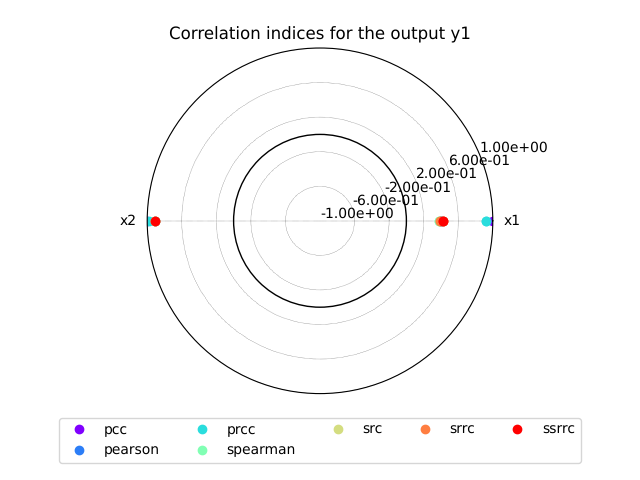 Correlation indices for the output y1
1.00e+00
6.00e-01
2.00e-01
-2.00e-01
-6.00e-01
-1.00e+00
x2
x1
pcc prcc src srrc ssrrc
pearson spearman